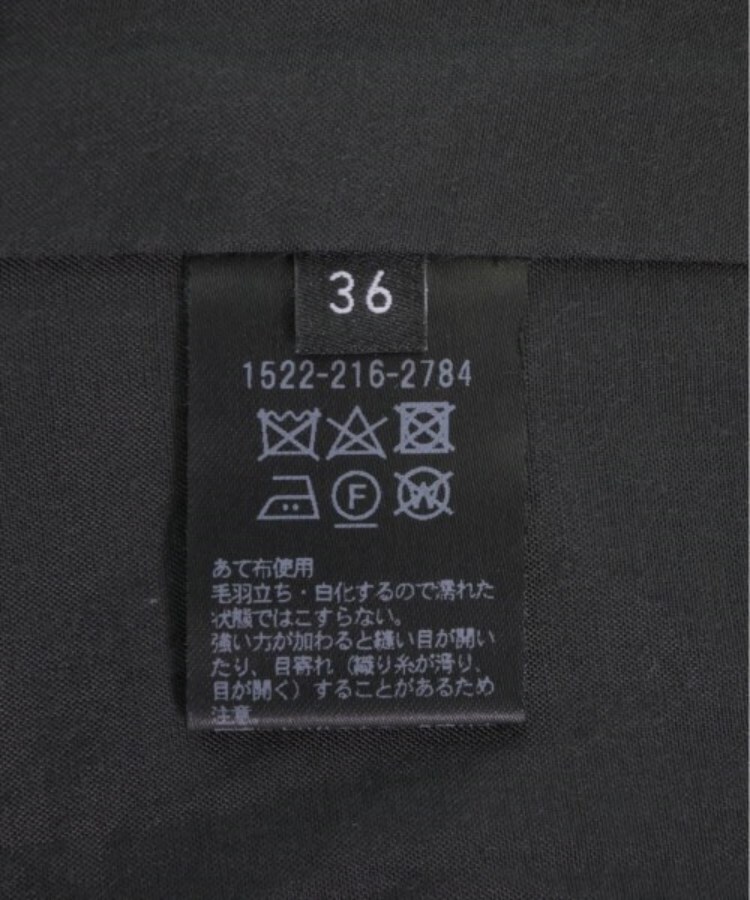 36
1522-216-2784
F
W
あて布使用
毛羽立ち・白化するので濡れた
状態ではこすらない。
強い力が加わると縫い目が開い
たり、目寄れ（織り糸が滑り、
目が開く）することがあるため
注意。